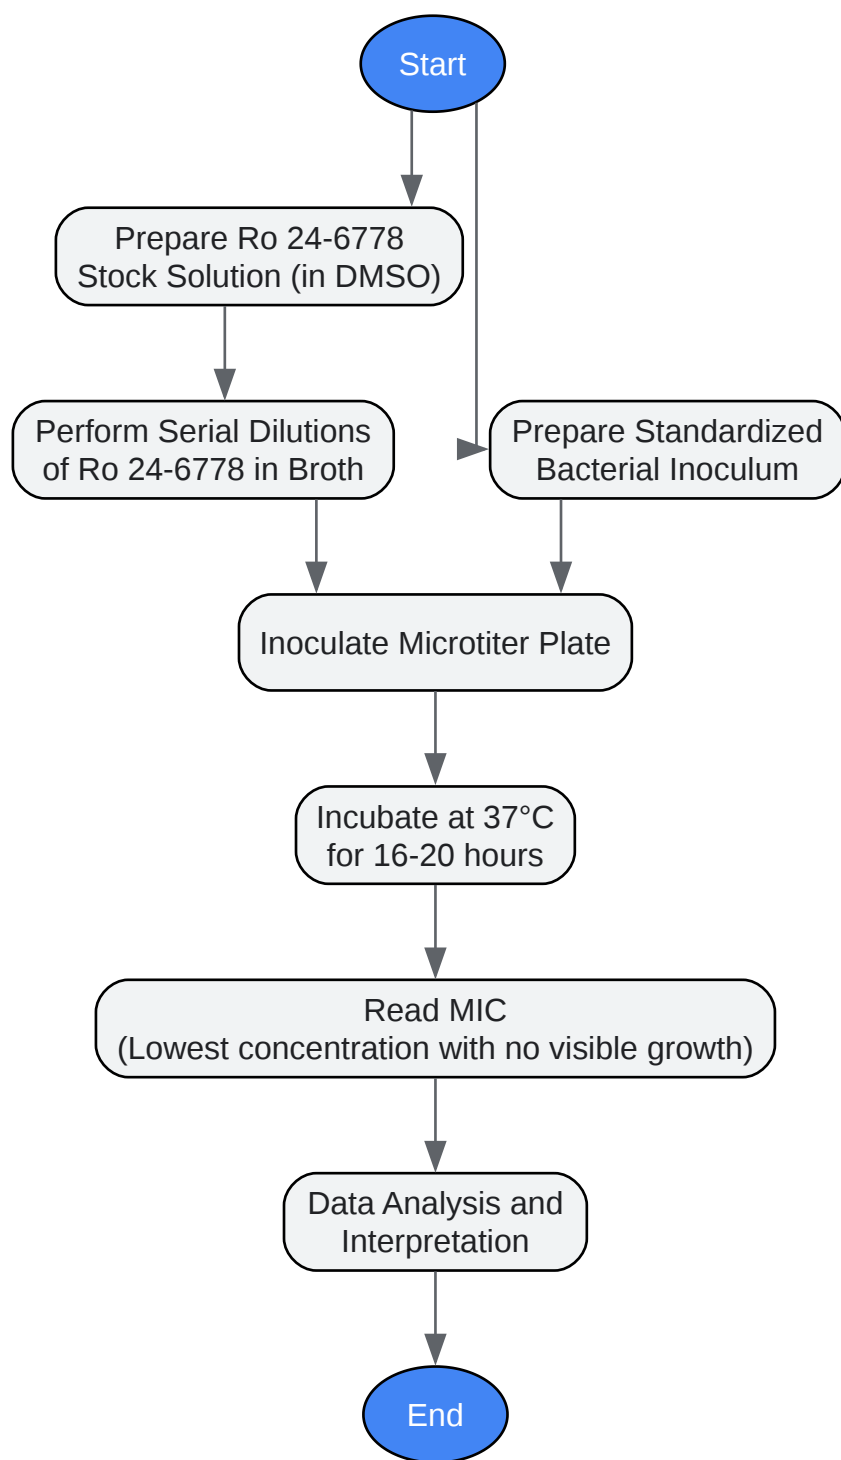 Start
Prepare Ro 24-6778
Stock Solution (in DMSO)
Perform Serial Dilutions
of Ro 24-6778 in Broth
Prepare Standardized
Bacterial Inoculum
Inoculate Microtiter Plate
Incubate at 37°C
for 16-20 hours
Read MIC
(Lowest concentration with no visible growth)
Data Analysis and
Interpretation
End